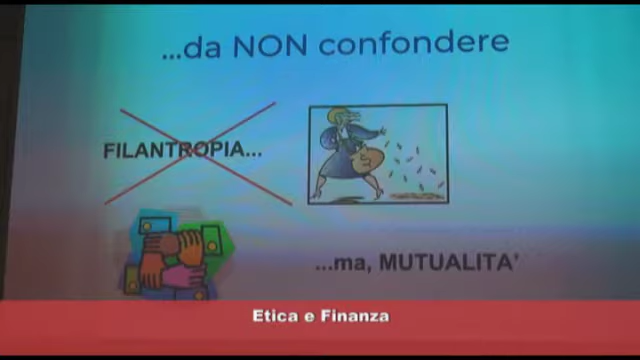 ...da NON confondere
FILANTROPIA...
...ma, MUTUALITA'
Etica e Finanza